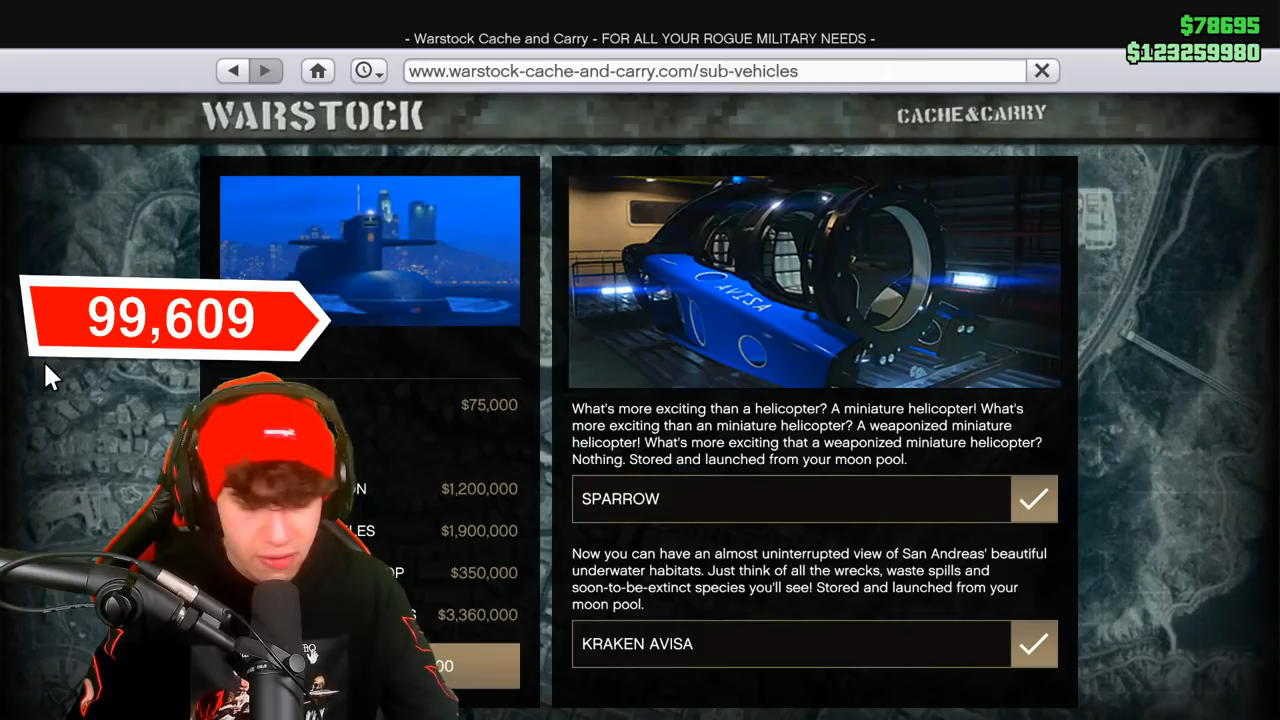 - Warstock Cache and Carry - FOR ALL YOUR ROGUE MILITARY NEEDS -
$78695
$123259980
www.warstock-cache-and-carry.com/sub-vehicles
WARSTOCK
CACHE&CARRY
99,609
$75,000
ON $1,200,000
LES $1,900,000
OP $350,000
S $3,360,000
00
AVISA
What's more exciting than a helicopter? A miniature helicopter! What's
more exciting than an miniature helicopter? A weaponized miniature
helicopter! What's more exciting that a weaponized miniature helicopter?
Nothing. Stored and launched from your moon pool.
SPARROW
Now you can have an almost uninterrupted view of San Andreas' beautiful
underwater habitats. Just think of all the wrecks, waste spills and
soon-to-be-extinct species you'll see! Stored and launched from your
moon pool.
KRAKEN AVISA